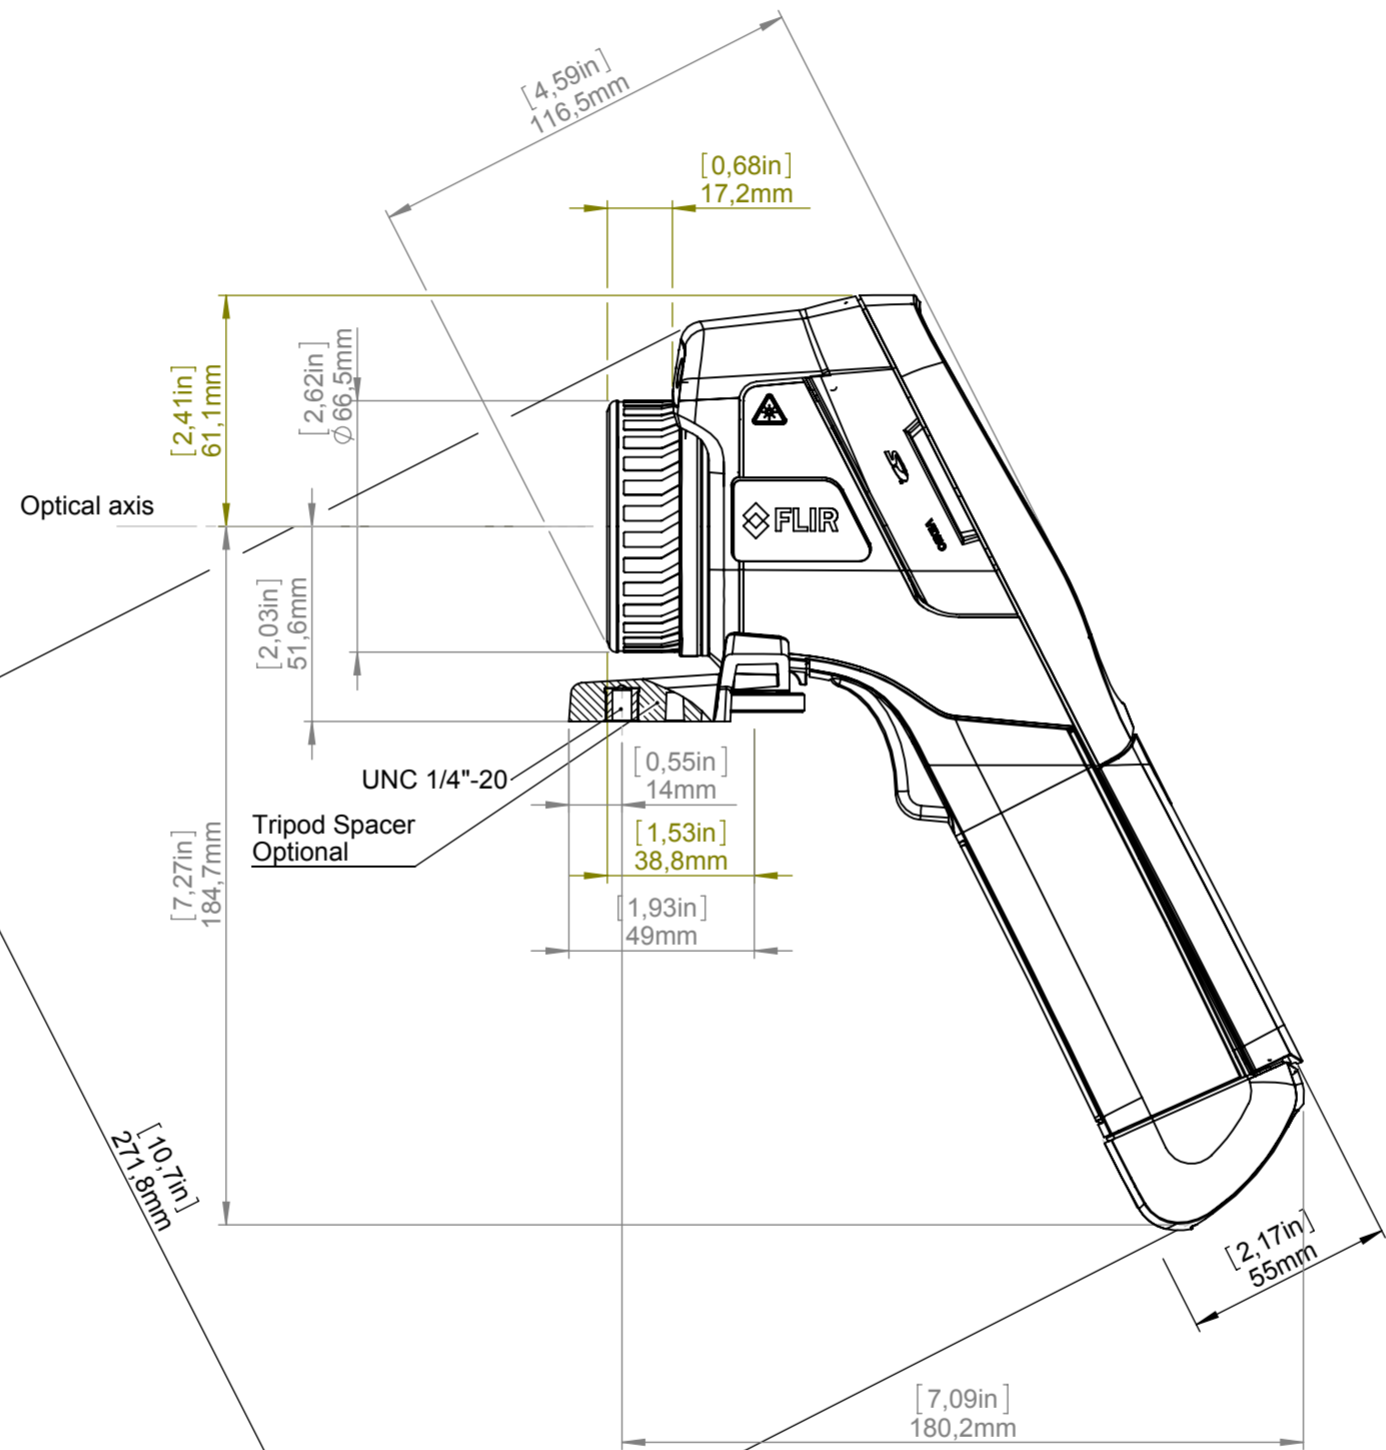 [4,59in]
116,5mm
[0,68in]
17,2mm
[2,41in]
61,1mm
[2,62in]
Ø66,5mm
Optical axis
FLIR
VIDEO
[2,03in]
51,6mm
UNC 1/4"-20
[0,55in]
14mm
Tripod Spacer
Optional
[1,53in]
38,8mm
[7,27in]
184,7mm
[1,93in]
49mm
[10,7in]
271,8mm
[2,17in]
55mm
[7,09in]
180,2mm